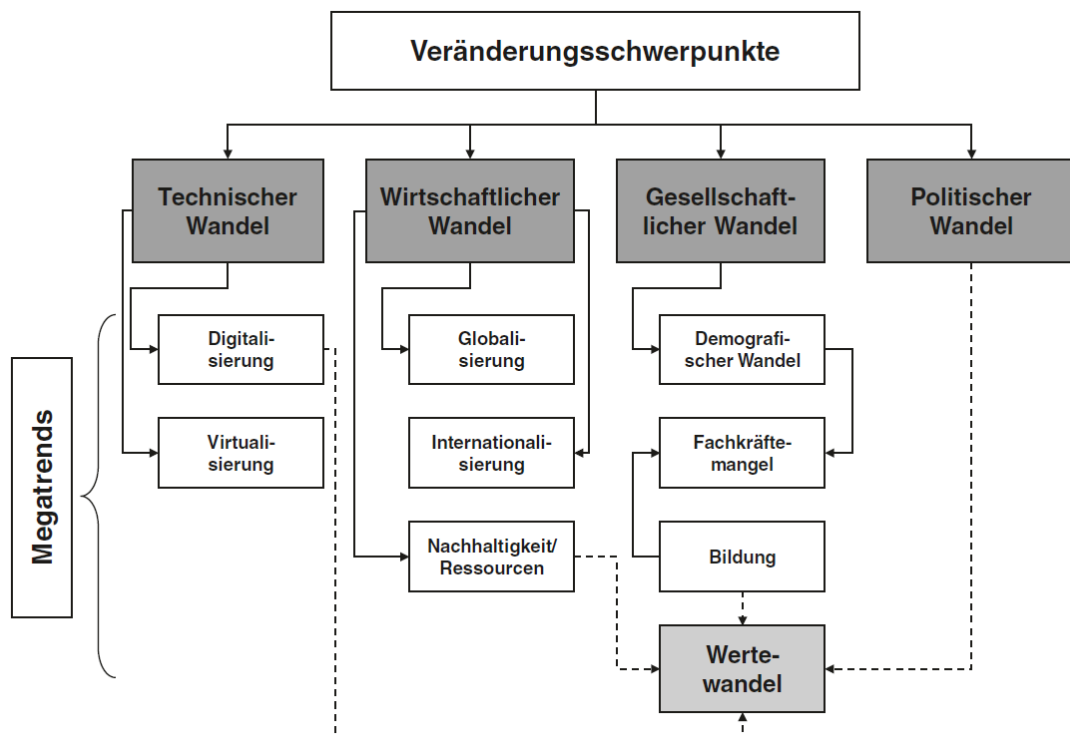 Veränderungsschwerpunkte
Technischer
Wandel
Wirtschaftlicher
Wandel
Gesellschaft-
licher Wandel
Politischer
Wandel
Megatrends
Digitali-
sierung
Globali-
sierung
Demografi-
scher Wandel
Virtuali-
sierung
Internationali-
sierung
Fachkräfte-
mangel
Nachhaltigkeit/
Ressourcen
Bildung
Werte-
wandel